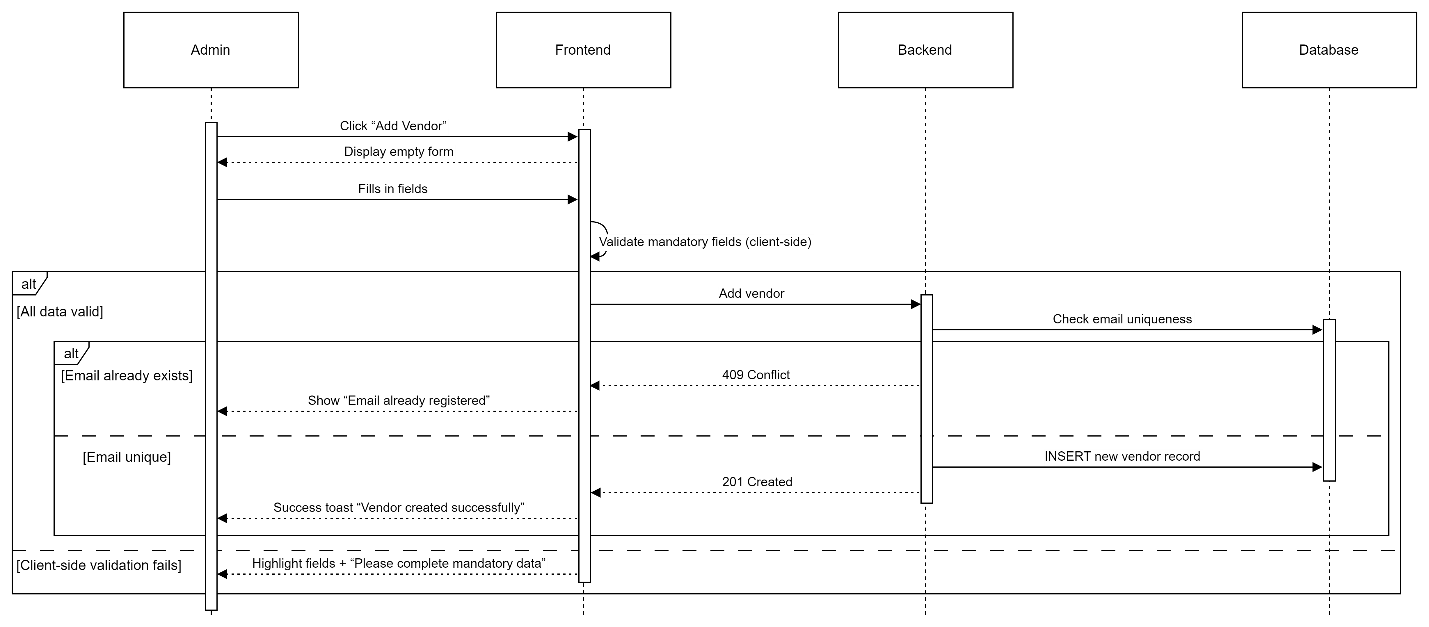 Admin
Frontend
Backend
Database
Click “Add Vendor”
Display empty form
Fills in fields
Validate mandatory fields (client-side)
alt
[All data valid]
Add vendor
Check email uniqueness
alt
[Email already exists]
409 Conflict
Show “Email already registered”
[Email unique]
INSERT new vendor record
201 Created
Success toast “Vendor created successfully”
[Client-side validation fails]
Highlight fields + “Please complete mandatory data”